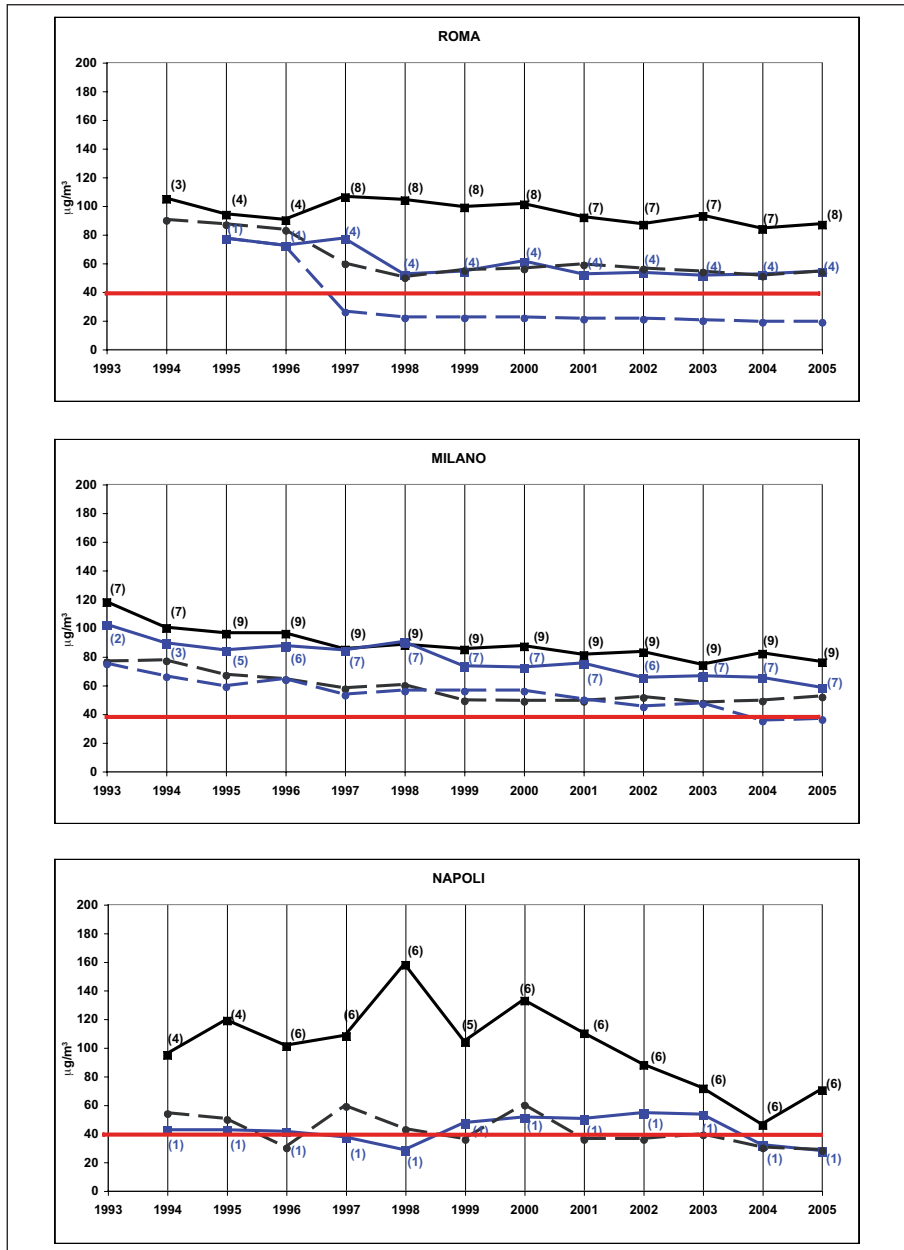 ROMA
200
180
160
140
120
100
80
60
40
20
0
µg/m³
(3) (4) (4) (8) (8) (8) (8) (7) (7) (7) (7) (8)
(1) (1) (4) (4) (4) (4) (4) (4) (4) (4) (4)
1993 1994 1995 1996 1997 1998 1999 2000 2001 2002 2003 2004 2005
MILANO
200
180
160
140
120
100
80
60
40
20
0
µg/m³
(7) (7) (9) (9) (9) (9) (9) (9) (9) (9) (9) (9) (9)
(2) (3) (5) (6) (7) (7) (7) (7) (7) (6) (7) (7) (7)
1993 1994 1995 1996 1997 1998 1999 2000 2001 2002 2003 2004 2005
NAPOLI
200
180
160
140
120
100
80
60
40
20
0
µg/m³
(4) (4) (6) (6) (6) (5) (6) (6) (6) (6) (6) (6)
(1) (1) (1) (1) (1) (1) (1) (1) (1) (1) (1) (1)
1993 1994 1995 1996 1997 1998 1999 2000 2001 2002 2003 2004 2005